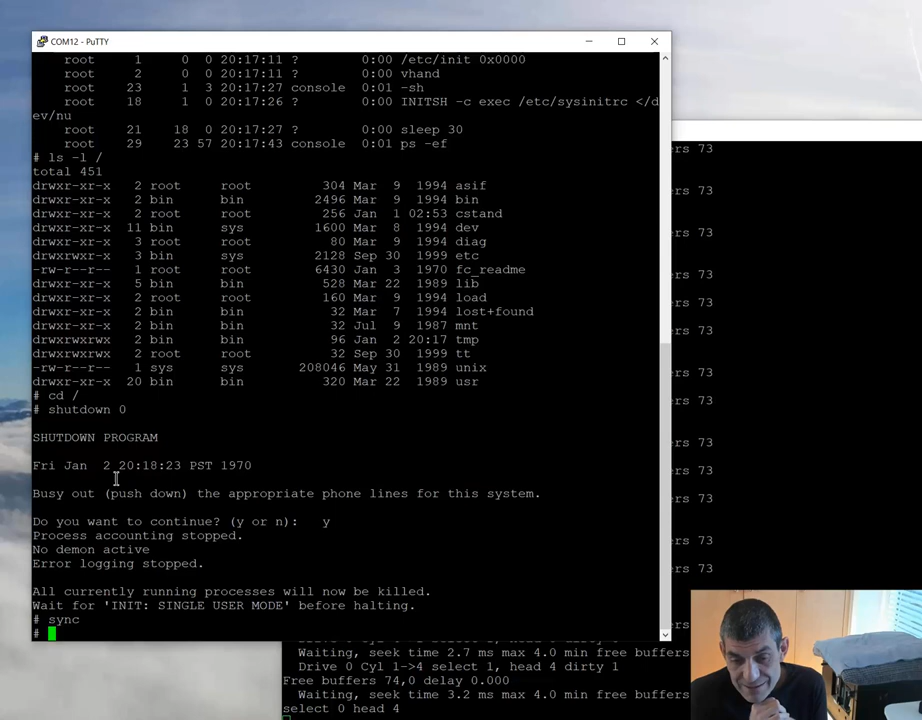 COM12 - PuTTY
root 1 0 0 20:17:11 ? 0:00 /etc/init 0x0000
root 2 0 0 20:17:11 ? 0:00 vhand
root 23 1 3 20:17:27 console 0:01 -sh
root 18 1 0 20:17:26 ? 0:00 INITSH -c exec /etc/sysinitrc </d
ev/nu
root 21 18 0 20:17:27 ? 0:00 sleep 30
root 29 23 57 20:17:43 console 0:01 ps -ef
# ls -l /
total 451
drwxr-xr-x 2 root root 304 Mar 9 1994 asif
drwxr-xr-x 2 bin bin 2496 Mar 9 1994 bin
drwxr-xr-x 2 root root 256 Jan 1 02:53 cstand
drwxr-xr-x 11 bin sys 1600 Mar 8 1994 dev
drwxr-xr-x 3 root root 80 Mar 9 1994 diag
drwxrwxr-x 3 bin sys 2128 Sep 30 1999 etc
-rw-r--r-- 1 root root 6430 Jan 3 1970 fc_readme
drwxr-xr-x 5 bin bin 528 Mar 22 1989 lib
drwxr-xr-x 2 root root 160 Mar 9 1994 load
drwxr-xr-x 2 bin bin 32 Mar 7 1994 lost+found
drwxr-xr-x 2 bin bin 32 Jul 9 1987 mnt
drwxrwxrwx 2 bin bin 96 Jan 2 20:17 tmp
drwxrwxrwx 2 root root 32 Sep 30 1999 tt
-rw-r--r-- 1 sys sys 208046 May 31 1989 unix
drwxr-xr-x 20 bin bin 320 Mar 22 1989 usr
# cd /
# shutdown 0
SHUTDOWN PROGRAM
Fri Jan 2 20:18:23 PST 1970
Busy out (push down) the appropriate phone lines for this system.
Do you want to continue? (y or n): y
Process accounting stopped.
No demon active
Error logging stopped.
All currently running processes will now be killed.
Wait for 'INIT: SINGLE USER MODE' before halting.
# sync
#
ers 73
ers 73
ers 73
ers 73
ers 73
ers 73
ers 73
ers 73
ers 73
ers 73
ers 73
Waiting, seek time 2.7 ms max 4.0 min free buffers
Drive 0 Cyl 1->4 select 1, head 4 dirty 1
Free buffers 74,0 delay 0.000
Waiting, seek time 3.2 ms max 4.0 min free buffers
select 0 head 4